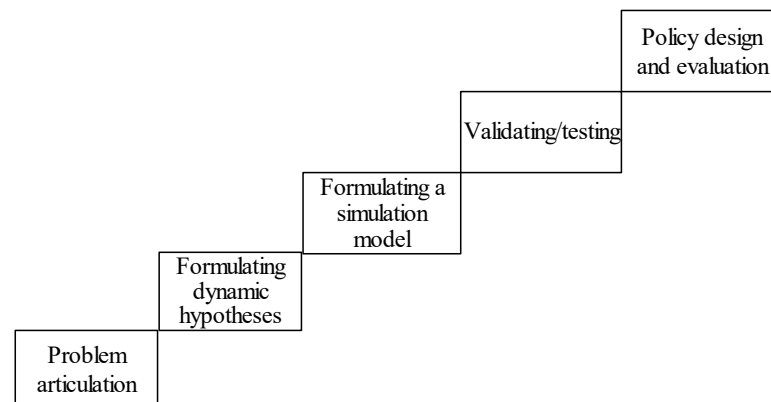 Policy design
and evaluation
Validating/testing
Formulating a
simulation
model
Formulating
dynamic
hypotheses
Problem
articulation